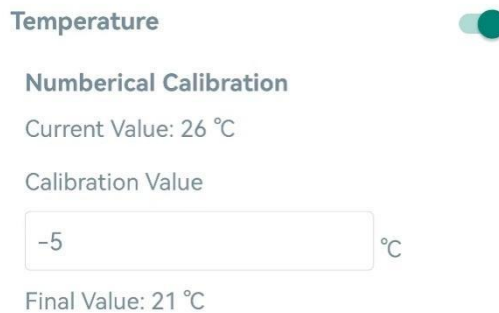 Temperature
Numberical Calibration
Current Value: 26 ℃
Calibration Value
-5
℃
Final Value: 21 ℃